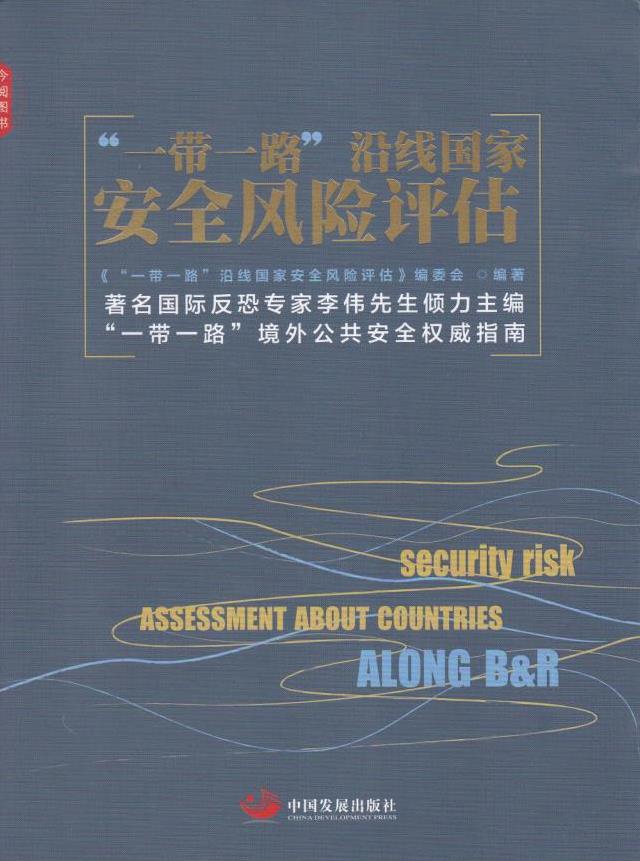 今阅图书
“一带一路”沿线国家
安全风险评估
《“一带一路”沿线国家安全风险评估》编委会 ◎编著
著名国际反恐专家李伟先生倾力主编
“一带一路”境外公共安全权威指南
security risk
ASSESSMENT ABOUT COUNTRIES
ALONG B&R
中国发展出版社
CHINA DEVELOPMENT PRESS